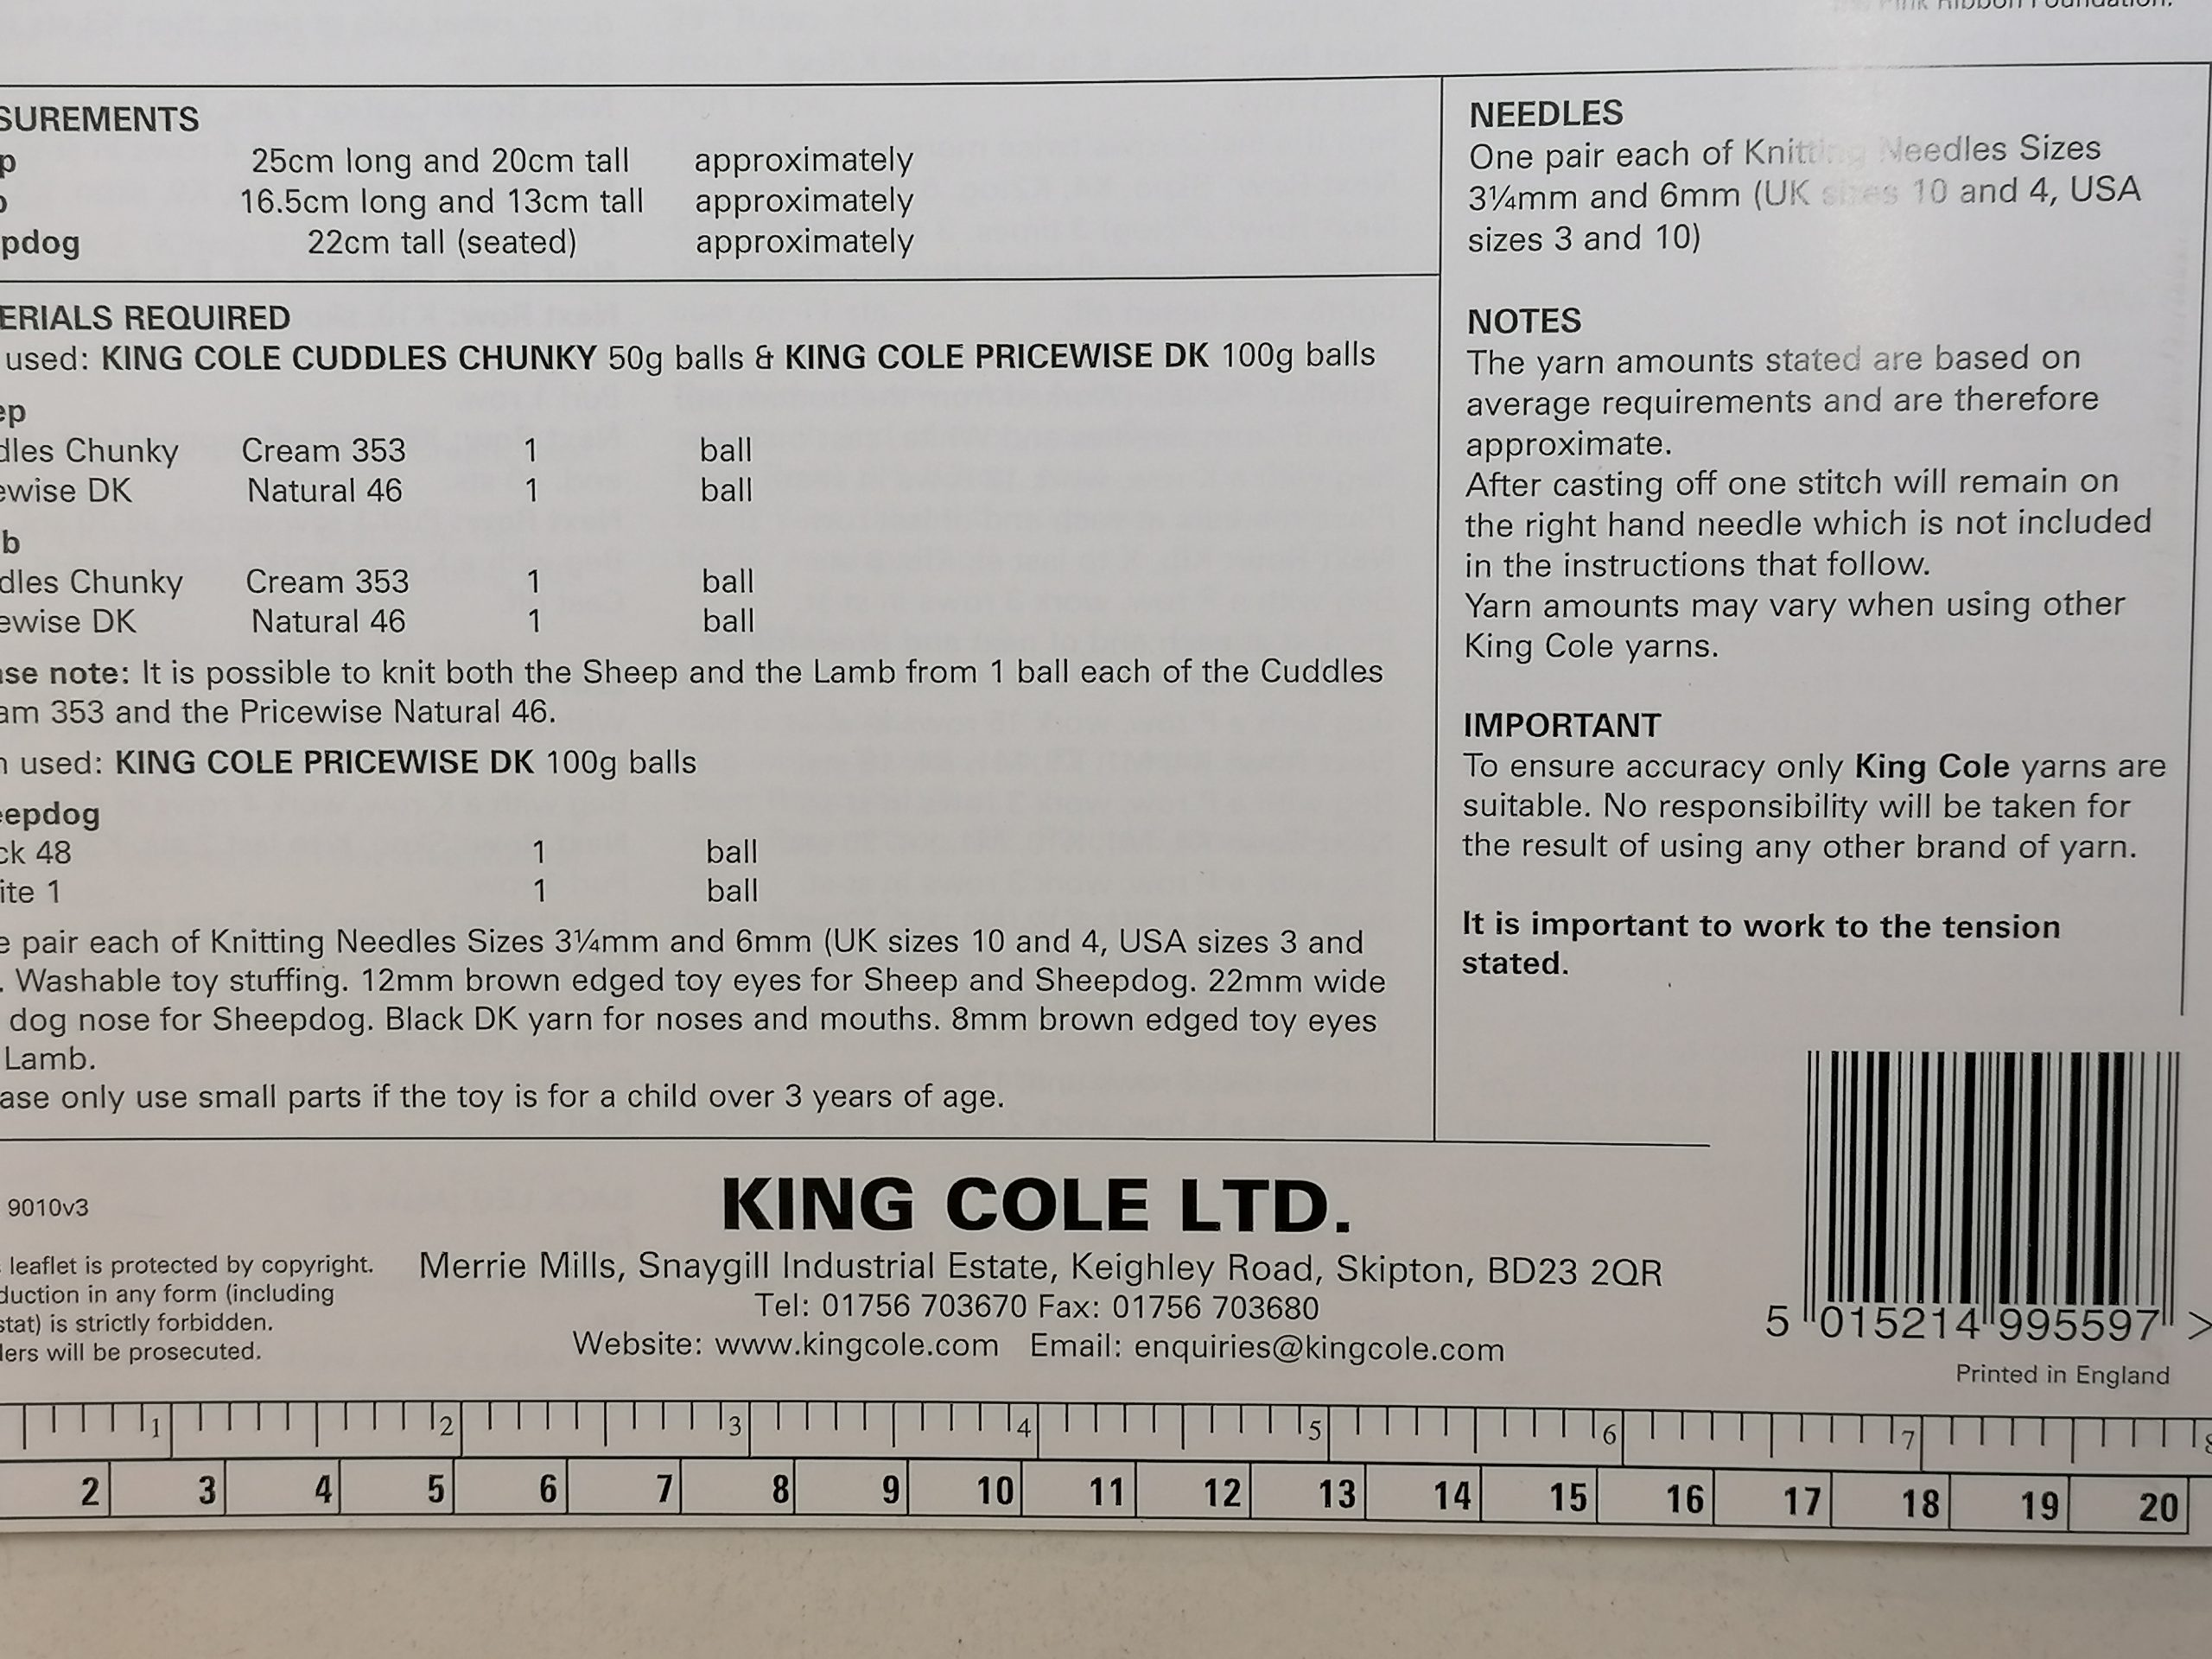 Pink Ribbon Foundation.
SUREMENTS
p 25cm long and 20cm tall approximately
16.5cm long and 13cm tall approximately
pdog 22cm tall (seated) approximately
ERIALS REQUIRED
used: KING COLE CUDDLES CHUNKY 50g balls & KING COLE PRICEWISE DK 100g balls
ep
dles Chunky Cream 353 1 ball
ewise DK Natural 46 1 ball
b
dles Chunky Cream 353 1 ball
ewise DK Natural 46 1 ball
ase note: It is possible to knit both the Sheep and the Lamb from 1 ball each of the Cuddles
am 353 and the Pricewise Natural 46.
n used: KING COLE PRICEWISE DK 100g balls
eepdog
ck 48 1 ball
ite 1 1 ball
e pair each of Knitting Needles Sizes 3¼mm and 6mm (UK sizes 10 and 4, USA sizes 3 and
. Washable toy stuffing. 12mm brown edged toy eyes for Sheep and Sheepdog. 22mm wide
dog nose for Sheepdog. Black DK yarn for noses and mouths. 8mm brown edged toy eyes
Lamb.
ase only use small parts if the toy is for a child over 3 years of age.
NEEDLES
One pair each of Knitting Needles Sizes
3¼mm and 6mm (UK sizes 10 and 4, USA
sizes 3 and 10)
NOTES
The yarn amounts stated are based on
average requirements and are therefore
approximate.
After casting off one stitch will remain on
the right hand needle which is not included
in the instructions that follow.
Yarn amounts may vary when using other
King Cole yarns.
IMPORTANT
To ensure accuracy only King Cole yarns are
suitable. No responsibility will be taken for
the result of using any other brand of yarn.
It is important to work to the tension
stated.
9010v3
leaflet is protected by copyright.
duction in any form (including
stat) is strictly forbidden.
ders will be prosecuted.
KING COLE LTD.
Merrie Mills, Snaygill Industrial Estate, Keighley Road, Skipton, BD23 2QR
Tel: 01756 703670 Fax: 01756 703680
Website: www.kingcole.com Email: enquiries@kingcole.com
5 015214 995597 >
Printed in England
1 2 3 4 5 6 7 8
2 3 4 5 6 7 8 9 10 11 12 13 14 15 16 17 18 19 20